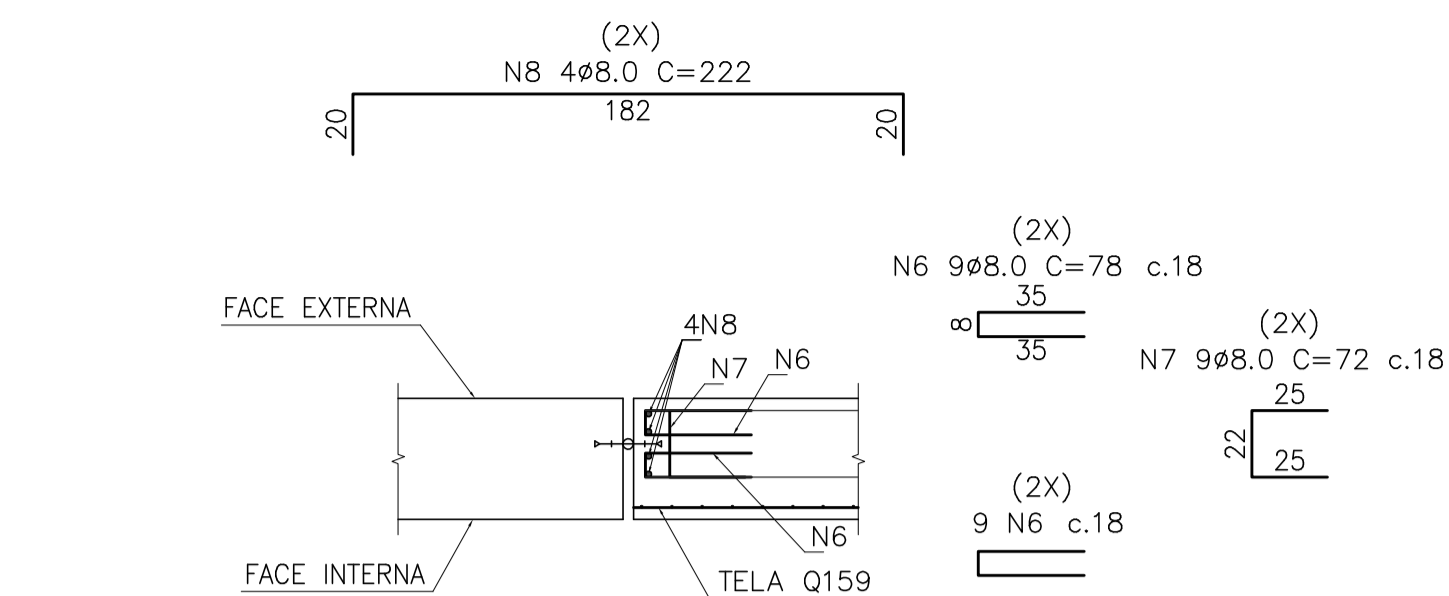 (2X)
N8 4ø8.0 C=222
182
20
20
(2X)
N6 9ø8.0 C=78 c.18
35
8
35
(2X)
N7 9ø8.0 C=72 c.18
25
22
25
FACE EXTERNA
4N8
N7
N6
(2X)
9 N6 c.18
N6
FACE INTERNA
TELA Q159